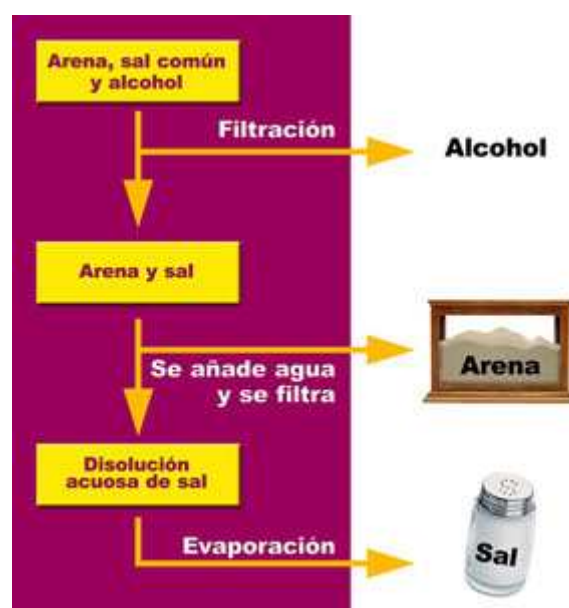 Arena, sal común
y alcohol
Filtración
Alcohol
Arena y sal
Se añade agua
y se filtra
Arena
Disolución
acuosa de sal
Evaporación
Sal